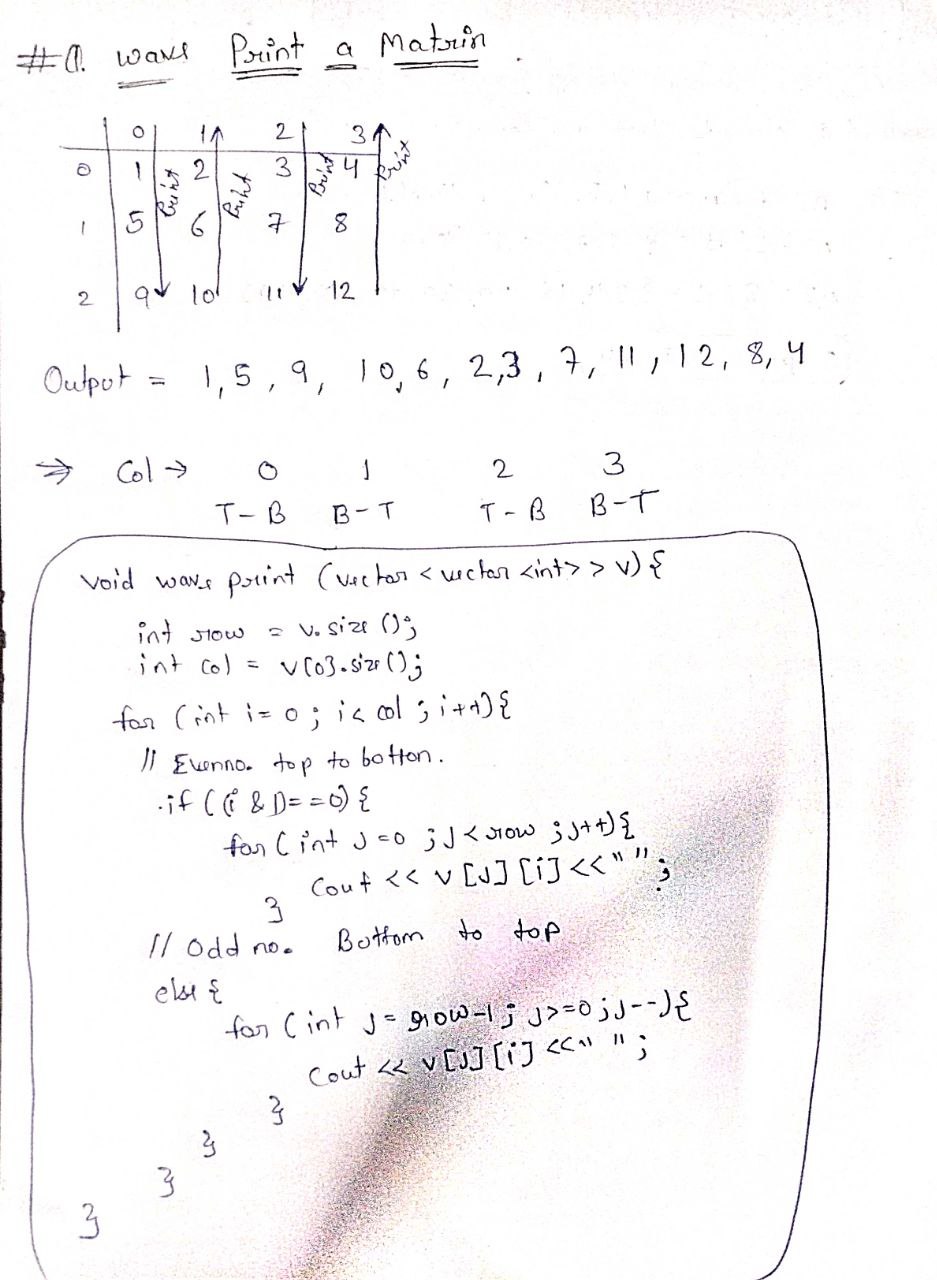 #Q. wave Print a Matrix.
0 1 2 3
0 1 Print 2 Print 3 Print 4 Print
1 5 6 7 8
2 9 10 11 12
Output = 1, 5, 9, 10, 6, 2, 3, 7, 11, 12, 8, 4.
⇒ Col → 0 1 2 3
T-B B-T T-B B-T
void wave print (vector < vector <int> > v) {
int row = v.size ();
int col = v[0].size();
for (int i = 0 ; i < col ; i++) {
// Even no. top to bottom.
if ((i & 1) == 0) {
for (int J = 0 ; J < row ; J++) {
Cout << v [J] [i] << " " ;
}
// Odd no. Bottom to top
else {
for (int J = row-1 ; J >= 0 ; J--) {
Cout << v[J] [i] << " " ;
}
}
}
}